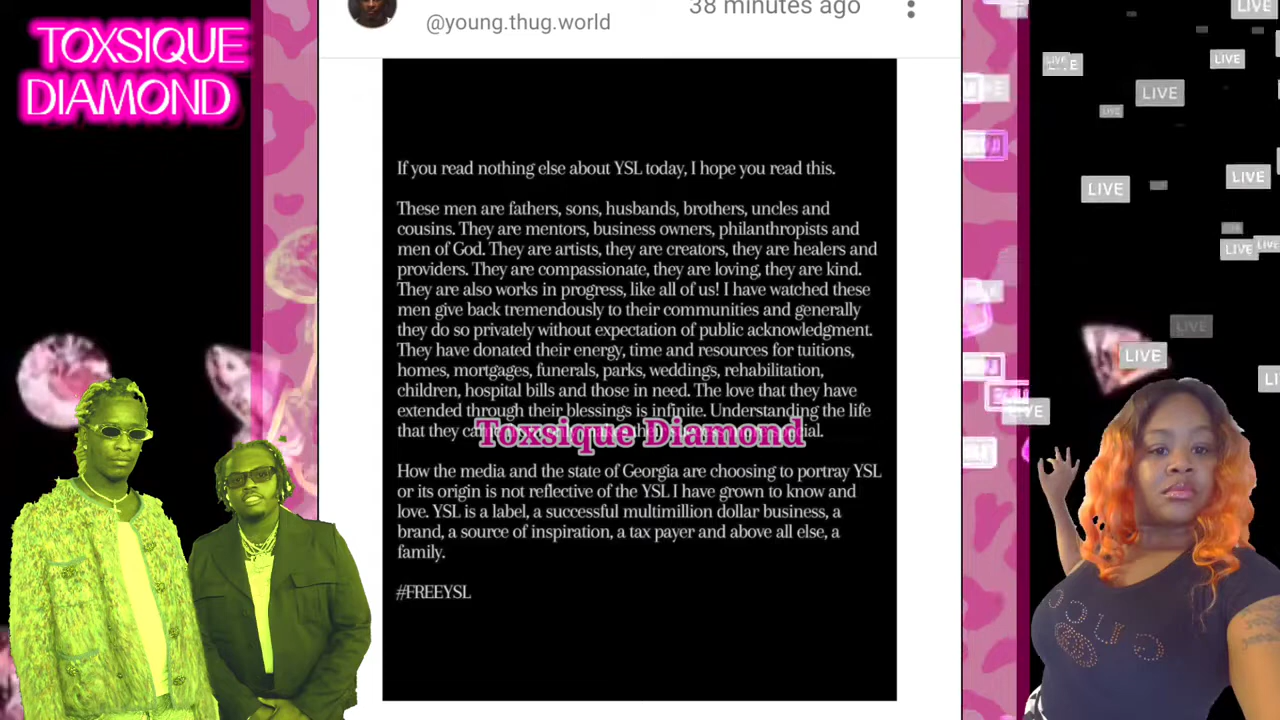 TOXSIQUE
DIAMOND
38 minutes ago
@young.thug.world
If you read nothing else about YSL today, I hope you read this.
These men are fathers, sons, husbands, brothers, uncles and
cousins. They are mentors, business owners, philanthropists and
men of God. They are artists, they are creators, they are healers and
providers. They are compassionate, they are loving, they are kind.
They are also works in progress, like all of us! I have watched these
men give back tremendously to their communities and generally
they do so privately without expectation of public acknowledgment.
They have donated their energy, time and resources for tuitions,
homes, mortgages, funerals, parks, weddings, rehabilitation,
children, hospital bills and those in need. The love that they have
extended through their blessings is infinite. Understanding the life
that they
Toxsique Diamond
How the media and the state of Georgia are choosing to portray YSL
or its origin is not reflective of the YSL I have grown to know and
love. YSL is a label, a successful multimillion dollar business, a
brand, a source of inspiration, a tax payer and above all else, a
family.
#FREEYSL
LIVE
LIVE
LIVE
LIVE
LIVE
LIVE
LIVE
LIVE
LIVE
LIVE
LIVE
LIVE
GUCCI